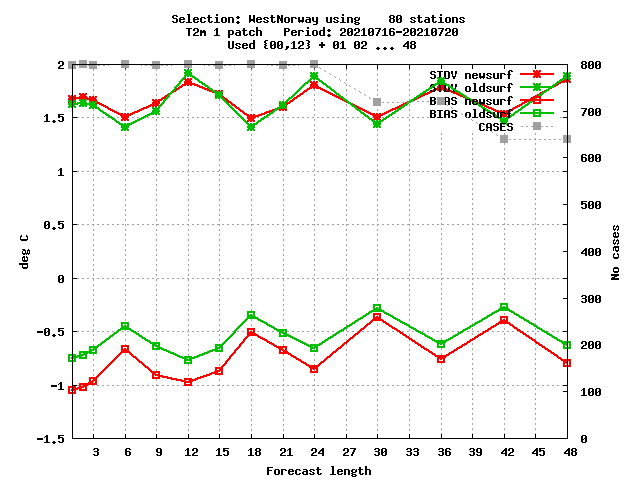 Selection: WestNorway using    80 stations
T2m 1 patch   Period: 20210716-20210720
Used {00,12} + 01 02 ... 48
STDV newsurf
STDV oldsurf
BIAS newsurf
BIAS oldsurf
CASES
2
1.5
1
0.5
0
-0.5
-1
-1.5
deg C
800
700
600
500
400
300
200
100
0
No cases
3 6 9 12 15 18 21 24 27 30 33 36 39 42 45 48
Forecast length